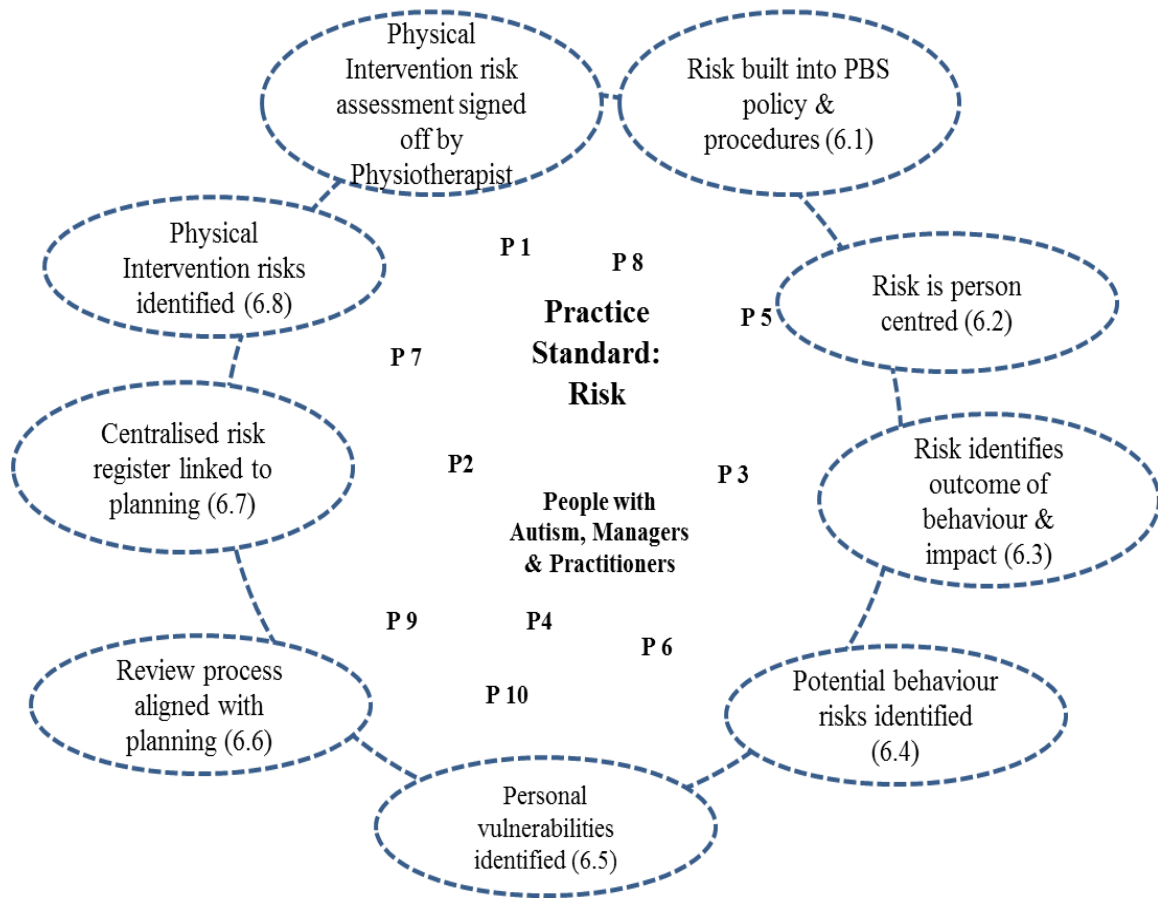 Physical
Intervention risk
assessment signed
off by
Physiotherapist
Risk built into PBS
policy &
procedures (6.1)
Physical
Intervention risks
identified (6.8)
P 1
P 8
Risk is person
centred (6.2)
P 5
Practice
Standard:
Risk
P 7
Centralised risk
register linked to
planning (6.7)
P2
P 3
Risk identifies
outcome of
behaviour &
impact (6.3)
People with
Autism, Managers
& Practitioners
P 9
P4
P 6
Review process
aligned with
planning (6.6)
P 10
Potential behaviour
risks identified
(6.4)
Personal
vulnerabilities
identified (6.5)